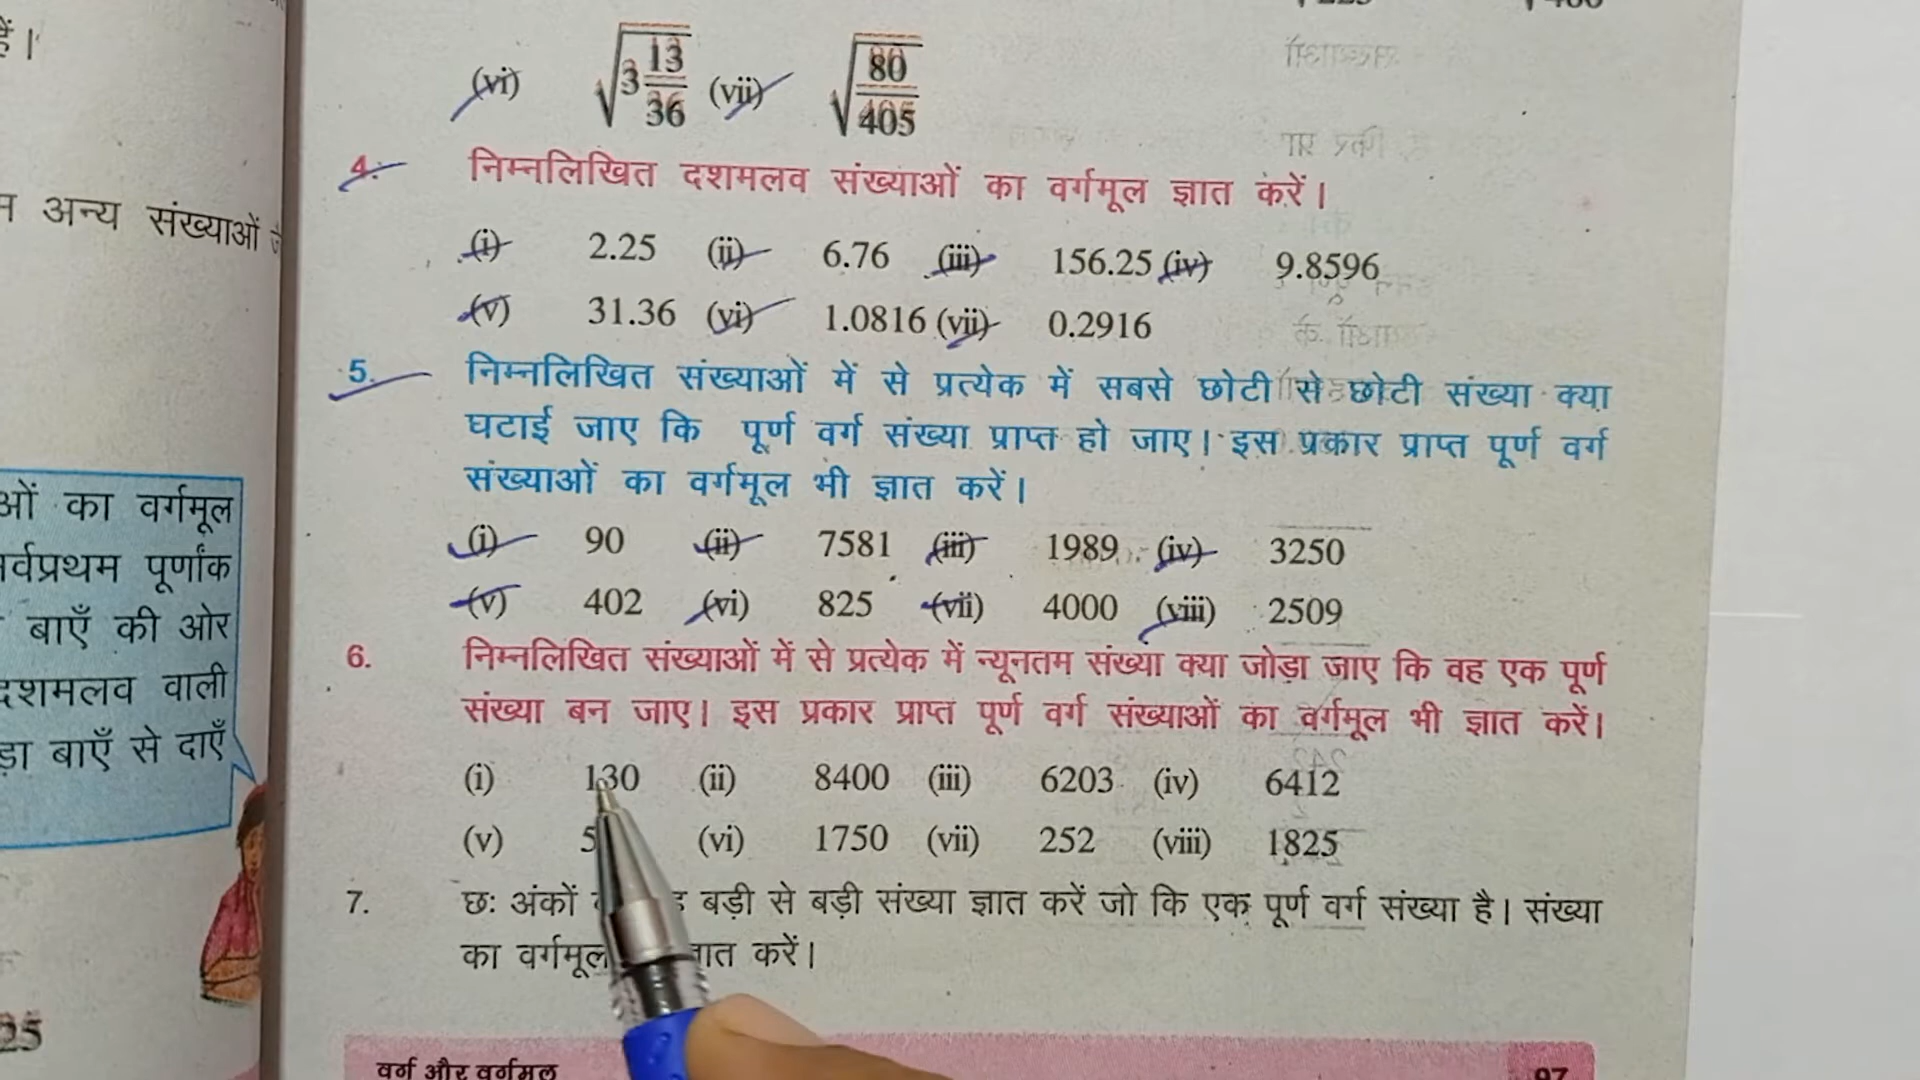 हैं।
(vi) √3 13/36 (vii) √80/405
4. निम्नलिखित दशमलव संख्याओं का वर्गमूल ज्ञात करें।
अन्य संख्याओं
(i) 2.25 (ii) 6.76 (iii) 156.25 (iv) 9.8596
(v) 31.36 (vi) 1.0816 (vii) 0.2916
5. निम्नलिखित संख्याओं में से प्रत्येक में सबसे छोटी से छोटी संख्या क्या
घटाई जाए कि पूर्ण वर्ग संख्या प्राप्त हो जाए। इस प्रकार प्राप्त पूर्ण वर्ग
संख्याओं का वर्गमूल भी ज्ञात करें।
ओं का वर्गमूल
र्वप्रथम पूर्णांक
बाएँ की ओर
दशमलव वाली
ड़ा बाएँ से दाएँ
(i) 90 (ii) 7581 (iii) 1989 (iv) 3250
(v) 402 (vi) 825 (vii) 4000 (viii) 2509
6. निम्नलिखित संख्याओं में से प्रत्येक में न्यूनतम संख्या क्या जोड़ा जाए कि वह एक पूर्ण
संख्या बन जाए। इस प्रकार प्राप्त पूर्ण वर्ग संख्याओं का वर्गमूल भी ज्ञात करें।
(i) 130 (ii) 8400 (iii) 6203 (iv) 6412
(v) 5 (vi) 1750 (vii) 252 (viii) 1825
7. छः अंकों बड़ी से बड़ी संख्या ज्ञात करें जो कि एक पूर्ण वर्ग संख्या है। संख्या
का वर्गमूल ज्ञात करें।
25
वर्ग और वर्गमूल 97